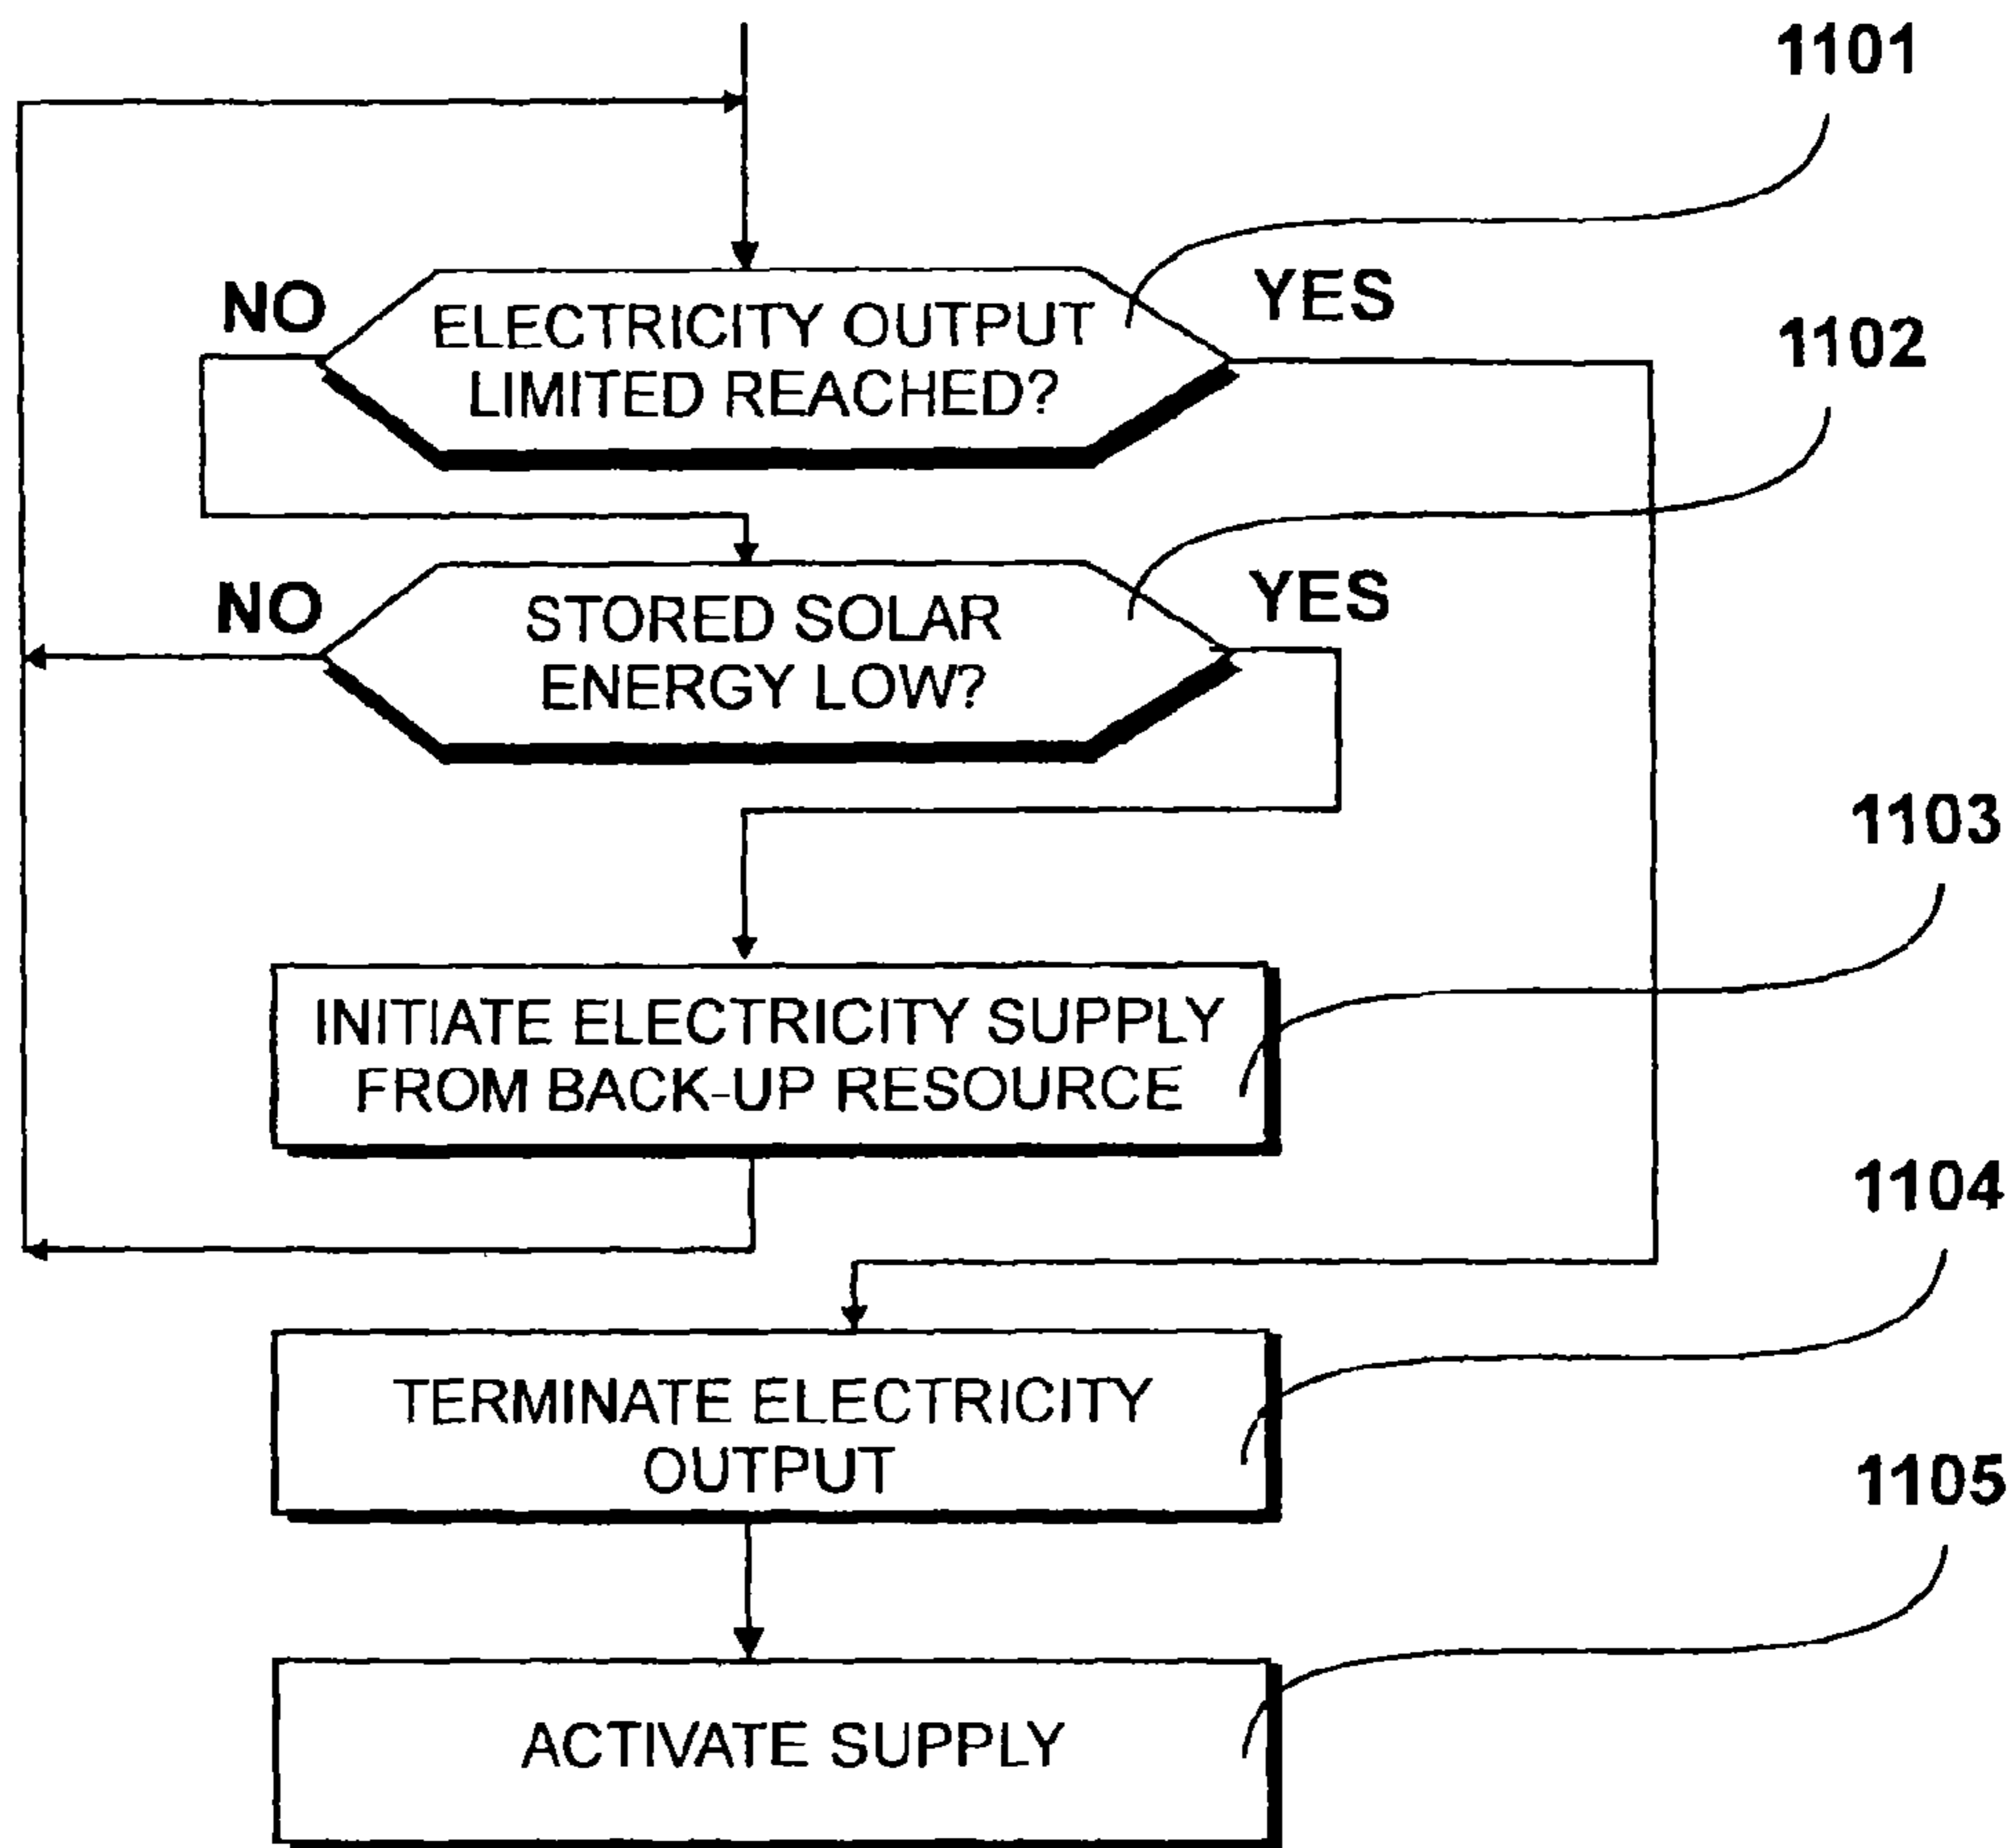 1101
NO
ELECTRICITY OUTPUT
LIMITED REACHED?
YES
1102
NO
STORED SOLAR
ENERGY LOW?
YES
1103
INITIATE ELECTRICITY SUPPLY
FROM BACK-UP RESOURCE
1104
TERMINATE ELECTRICITY
OUTPUT
1105
ACTIVATE SUPPLY